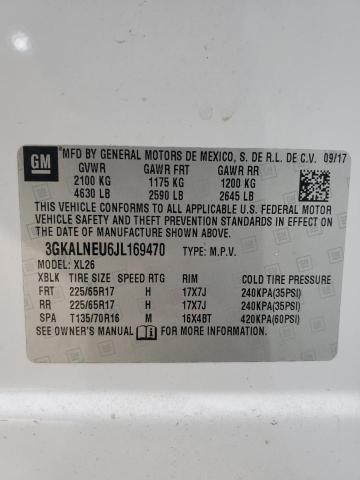 GM MFD BY GENERAL MOTORS DE MEXICO, S. DE R.L. DE C.V. 09/17
GVWR GAWR FRT GAWR RR
2100 KG 1175 KG 1200 KG
4630 LB 2590 LB 2645 LB
THIS VEHICLE CONFORMS TO ALL APPLICABLE U.S. FEDERAL MOTOR
VEHICLE SAFETY AND THEFT PREVENTION STANDARDS IN EFFECT ON
THE DATE OF MANUFACTURE SHOWN ABOVE.
3GKALNEU6JL169470 TYPE: M.P.V.
MODEL: XL26
XBLK TIRE SIZE SPEED RTG RIM COLD TIRE PRESSURE
FRT 225/65R17 H 17X7J 240KPA(35PSI)
RR 225/65R17 H 17X7J 240KPA(35PSI)
SPA T135/70R16 M 16X4BT 420KPA(60PSI)
SEE OWNER'S MANUAL FOR MORE INFORMATION.